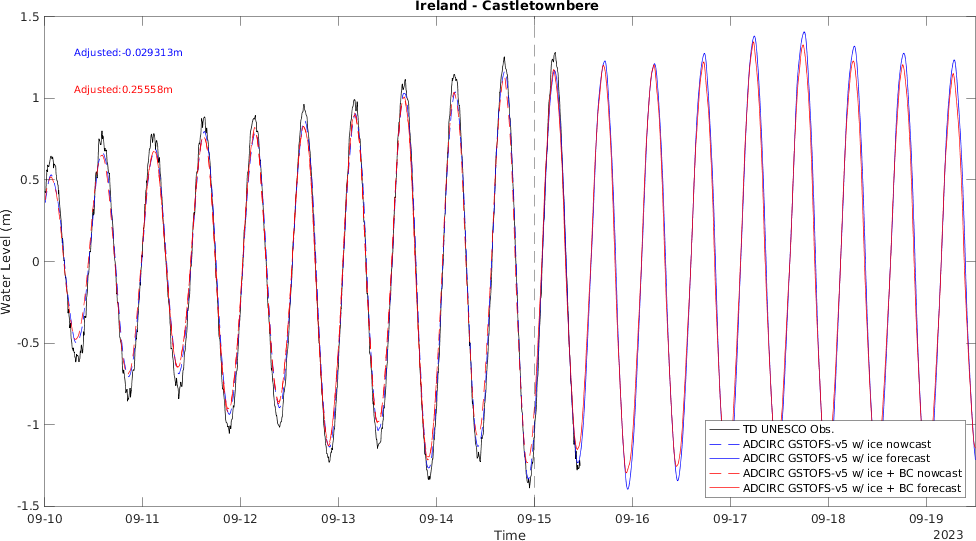 Ireland - Castletownbere
Adjusted:-0.029313m
Adjusted:0.25558m
Water Level (m)
1.5
1
0.5
0
-0.5
-1
-1.5
TD UNESCO Obs.
ADCIRC GSTOFS-v5 w/ ice nowcast
ADCIRC GSTOFS-v5 w/ ice forecast
ADCIRC GSTOFS-v5 w/ ice + BC nowcast
ADCIRC GSTOFS-v5 w/ ice + BC forecast
09-10 09-11 09-12 09-13 09-14 09-15 09-16 09-17 09-18 09-19
Time
2023